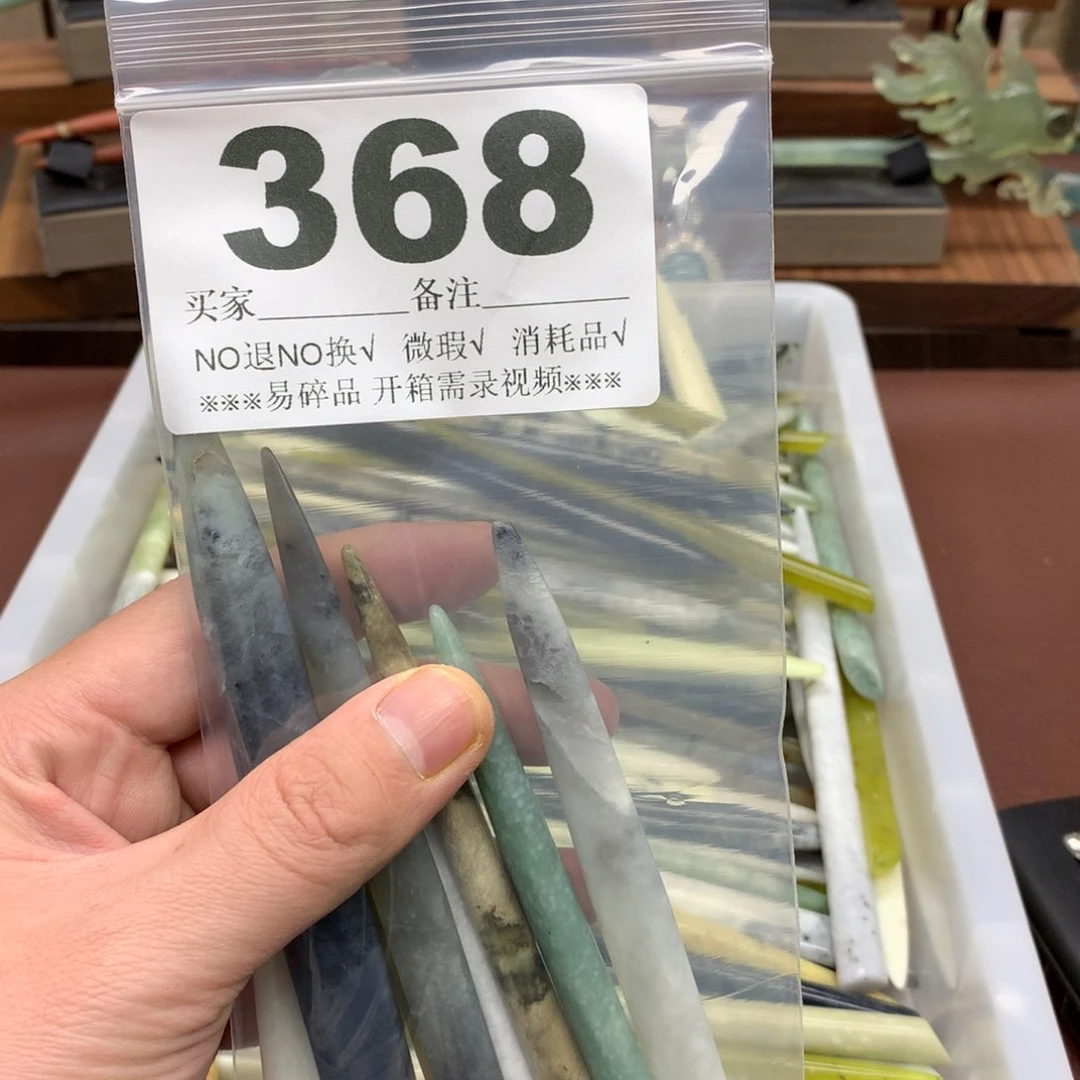 368
买家________备注________
NO退NO换√ 微瑕√ 消耗品√
※※※易碎品 开箱需录视频※※※